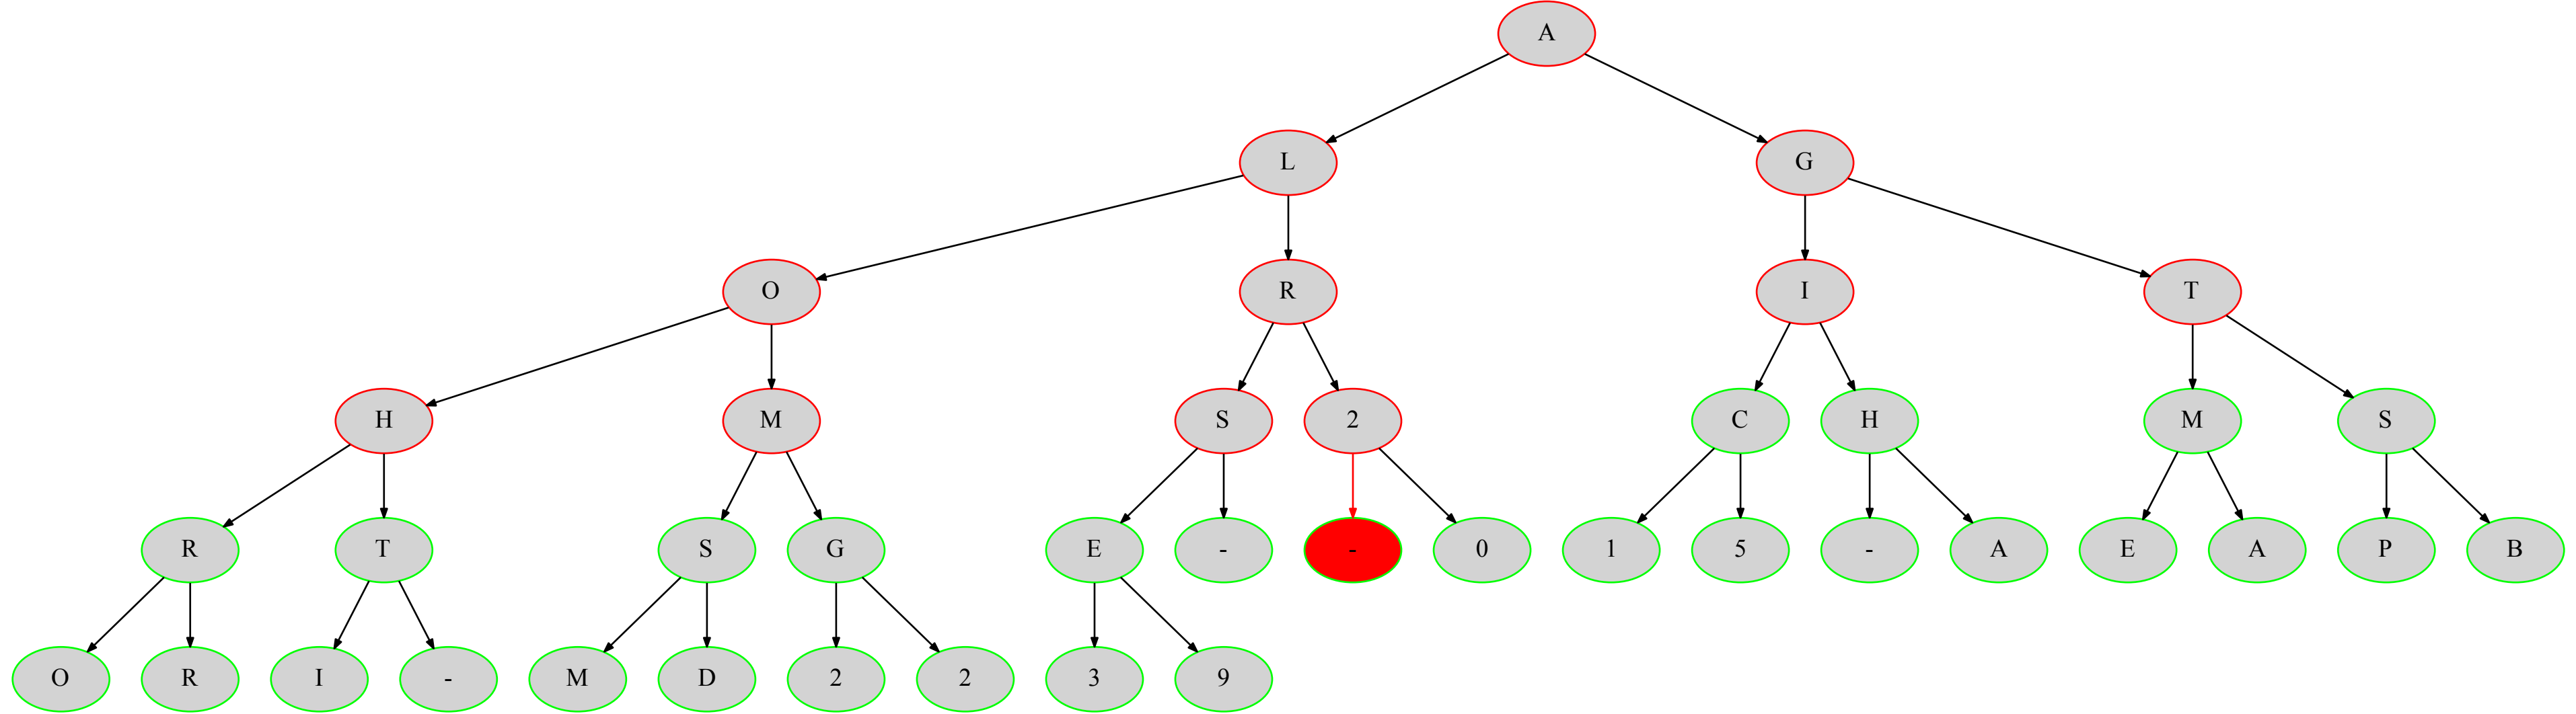 A
L G
O R I T
H M S 2 C H M S
R T S G E - - 0 1 5 - A E A P B
O R I - M D 2 2 3 9